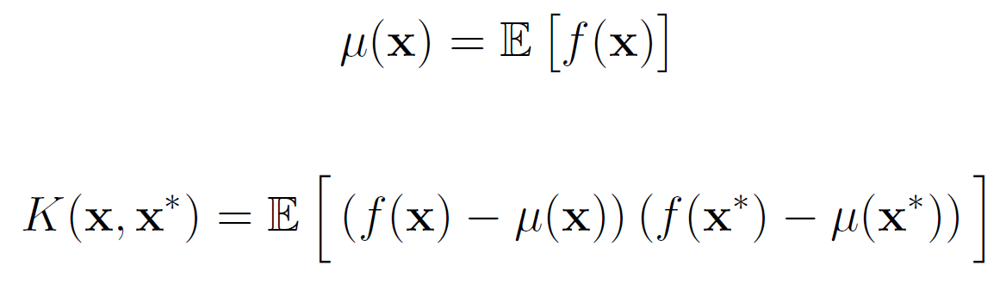 μ(x) = 𝔼 [f(x)]
K(x, x*) = 𝔼 [(f(x) − μ(x)) (f(x*) − μ(x*))]